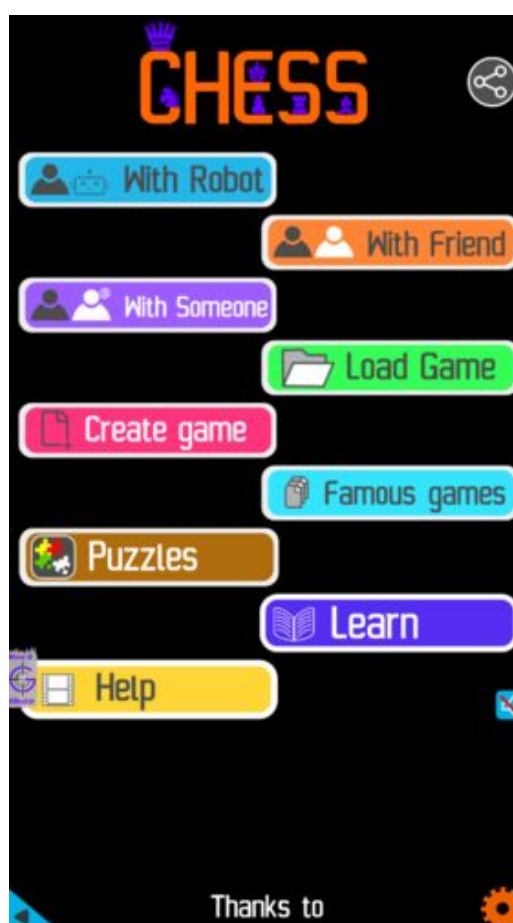 CHESS
With Robot
With Friend
With Someone
Load Game
Create game
Famous games
Puzzles
Learn
Help
Thanks to